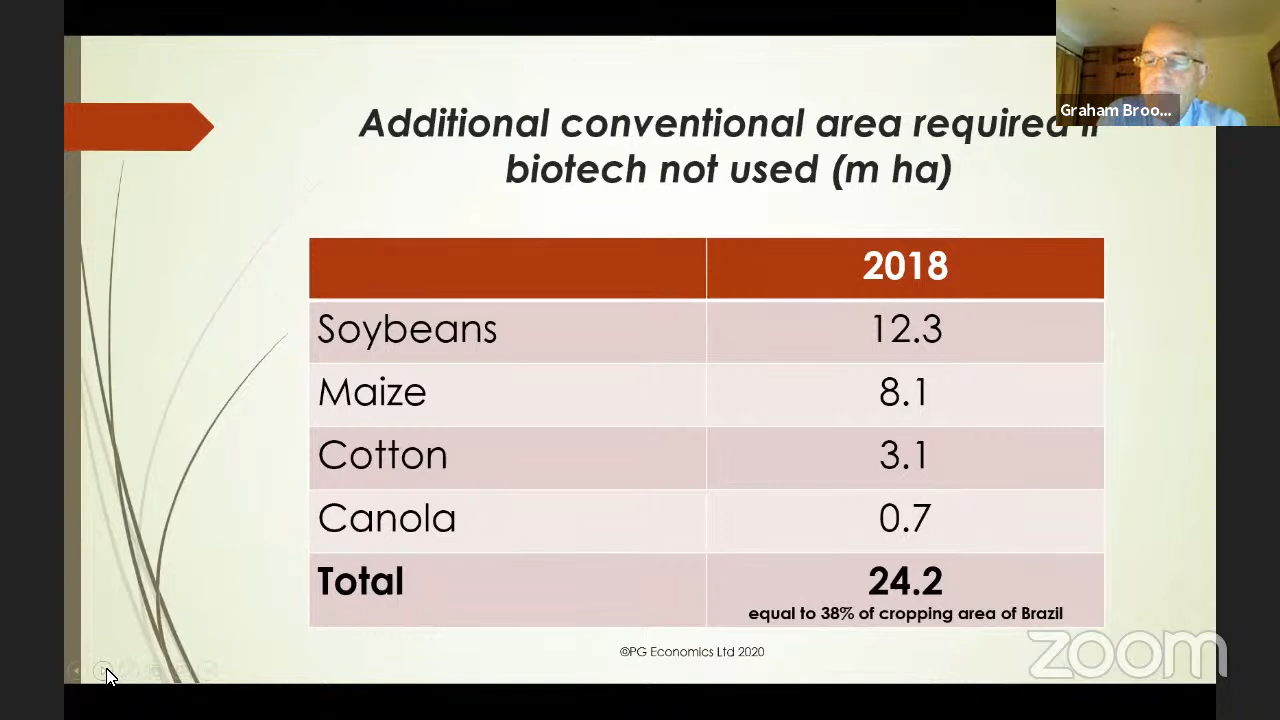 Graham Broo...
Additional conventional area required if
biotech not used (m ha)
2018
Soybeans 12.3
Maize 8.1
Cotton 3.1
Canola 0.7
Total 24.2
equal to 38% of cropping area of Brazil
©PG Economics Ltd 2020
zoom